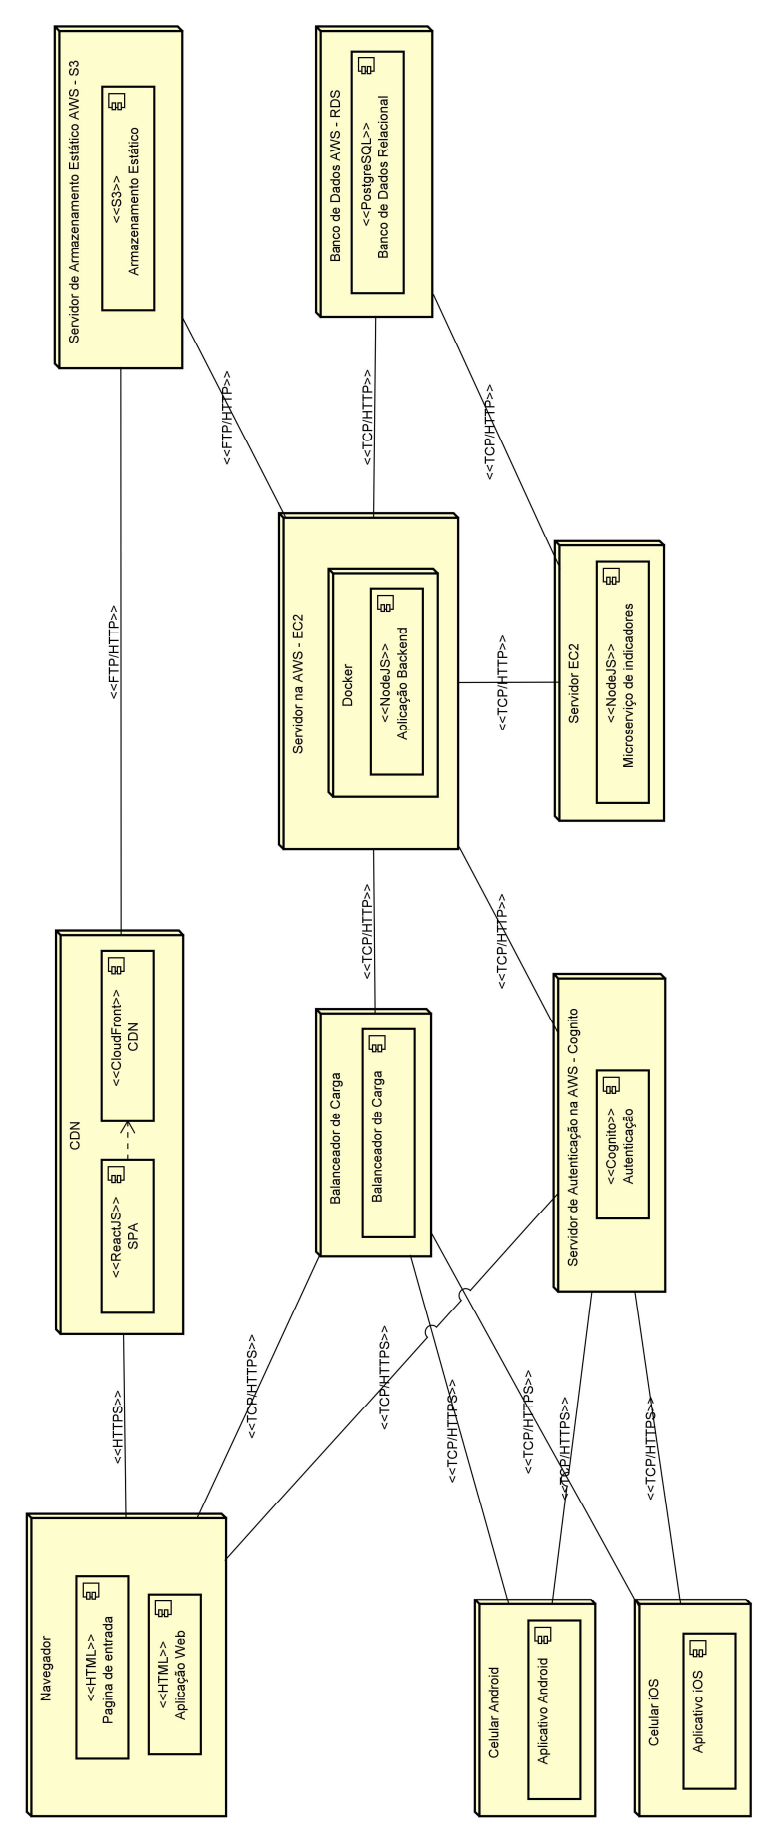 Navegador
<<HTML>>
Pagina de entrada
<<HTML>>
Aplicação Web
<<HTTPS>>
<<TCP/HTTPS>>
<<TCP/HTTPS>>
CDN
<<ReactJS>>
SPA
<<CloudFront>>
CDN
<<FTP/HTTP>>
Servidor de Armazenamento Estático AWS - S3
<<S3>>
Armazenamento Estático
<<FTP/HTTP>>
Balanceador de Carga
Balanceador de Carga
<<TCP/HTTP>>
Servidor na AWS - EC2
Docker
<<NodeJS>>
Aplicação Backend
<<TCP/HTTP>>
Banco de Dados AWS - RDS
<<PostgreSQL>>
Banco de Dados Relacional
Celular Android
Aplicativo Android
<<TCP/HTTPS>>
<<TCP/HTTPS>>
<<TCP/HTTPS>>
<<TCP/HTTPS>>
Celular iOS
Aplicativo iOS
Servidor de Autenticação na AWS - Cognito
<<Cognito>>
Autenticação
<<TCP/HTTP>>
<<TCP/HTTP>>
Servidor EC2
<<NodeJS>>
Microserviço de indicadores
<<TCP/HTTP>>